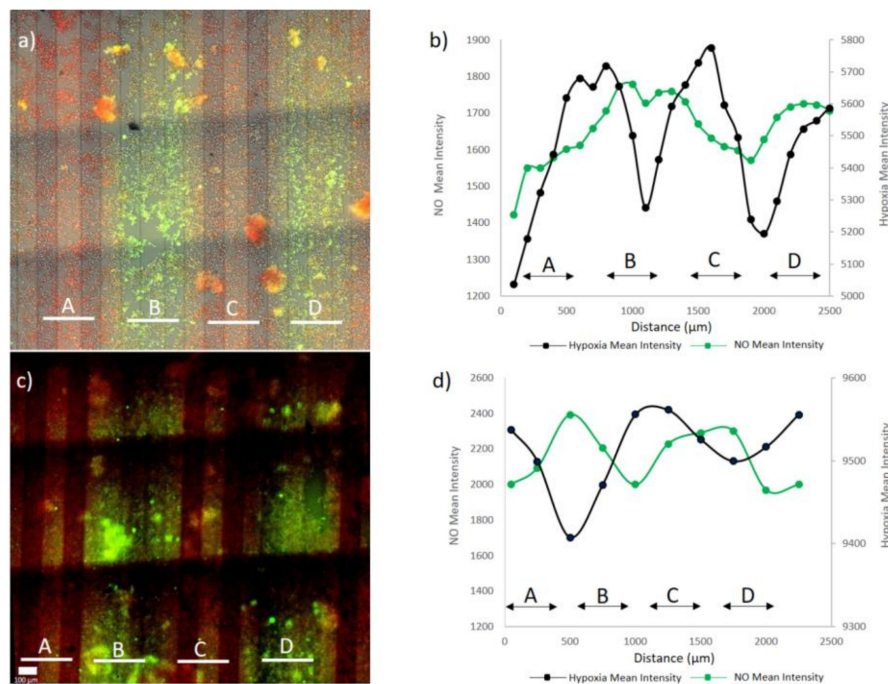 a)
A
B
C
D
b)
1900
1800
1700
1600
1500
1400
1300
1200
NO Mean Intensity
5800
5700
5600
5500
5400
5300
5200
5100
5000
Hypoxia Mean Intensity
A
B
C
D
0 500 1000 1500 2000 2500
Distance (µm)
Hypoxia Mean Intensity NO Mean Intensity
c)
A
B
C
D
100 µm
d)
2600
2400
2200
2000
1800
1600
1400
1200
NO Mean Intensity
9600
9500
9400
9300
Hypoxia Mean Intensity
A
B
C
D
0 500 1000 1500 2000 2500
Distance (µm)
Hypoxia Mean Intensity NO Mean Intensity